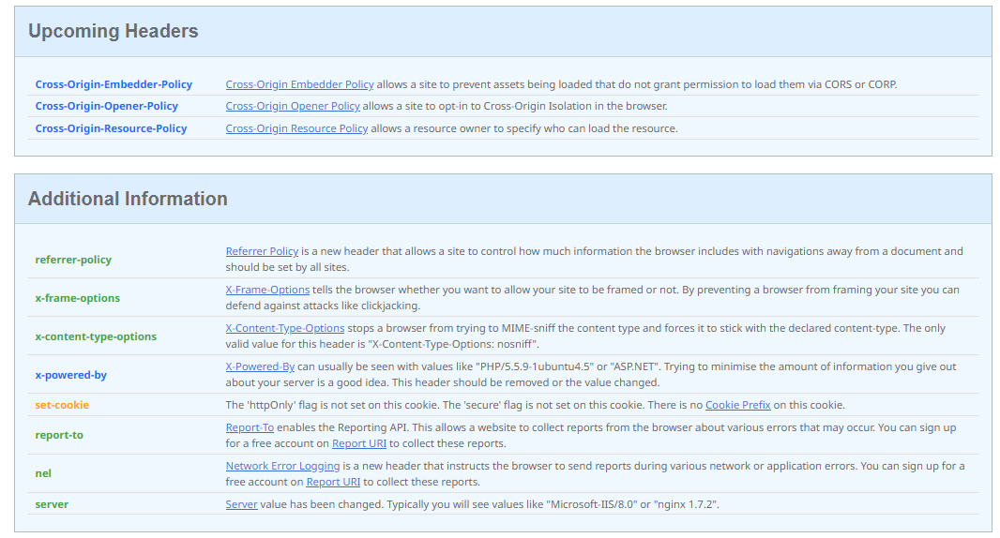 Upcoming Headers
Cross-Origin-Embedder-Policy Cross-Origin Embedder Policy allows a site to prevent assets being loaded that do not grant permission to load them via CORS or CORP.
Cross-Origin-Opener-Policy Cross-Origin Opener Policy allows a site to opt-in to Cross-Origin Isolation in the browser.
Cross-Origin-Resource-Policy Cross-Origin Resource Policy allows a resource owner to specify who can load the resource.
Additional Information
referrer-policy Referrer Policy is a new header that allows a site to control how much information the browser includes with navigations away from a document and
should be set by all sites.
x-frame-options X-Frame-Options tells the browser whether you want to allow your site to be framed or not. By preventing a browser from framing your site you can
defend against attacks like clickjacking.
x-content-type-options X-Content-Type-Options stops a browser from trying to MIME-sniff the content type and forces it to stick with the declared content-type. The only
valid value for this header is "X-Content-Type-Options: nosniff".
x-powered-by X-Powered-By can usually be seen with values like "PHP/5.5.9-1ubuntu4.5" or "ASP.NET". Trying to minimise the amount of information you give out
about your server is a good idea. This header should be removed or the value changed.
set-cookie The 'httpOnly' flag is not set on this cookie. The 'secure' flag is not set on this cookie. There is no Cookie Prefix on this cookie.
report-to Report-To enables the Reporting API. This allows a website to collect reports from the browser about various errors that may occur. You can sign up
for a free account on Report URI to collect these reports.
nel Network Error Logging is a new header that instructs the browser to send reports during various network or application errors. You can sign up for a
free account on Report URI to collect these reports.
server Server value has been changed. Typically you will see values like "Microsoft-IIS/8.0" or "nginx 1.7.2".